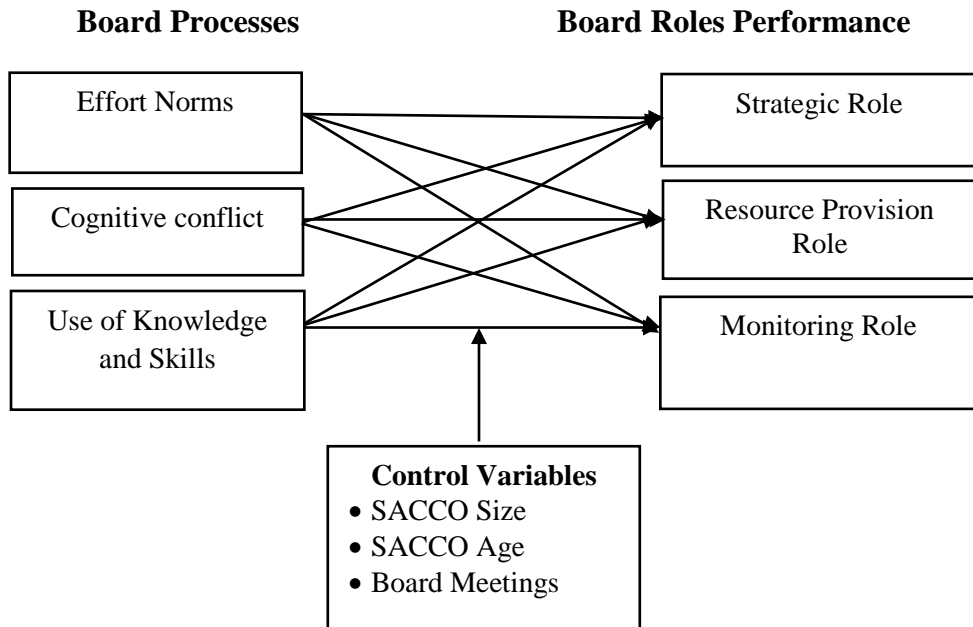 Board Processes
Board Roles Performance
Effort Norms
Strategic Role
Cognitive conflict
Resource Provision
Role
Use of Knowledge
and Skills
Monitoring Role
Control Variables
• SACCO Size
• SACCO Age
• Board Meetings